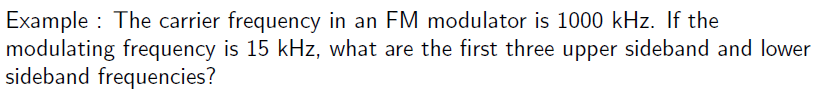 Example : The carrier frequency in an FM modulator is 1000 kHz. If the
modulating frequency is 15 kHz, what are the first three upper sideband and lower
sideband frequencies?